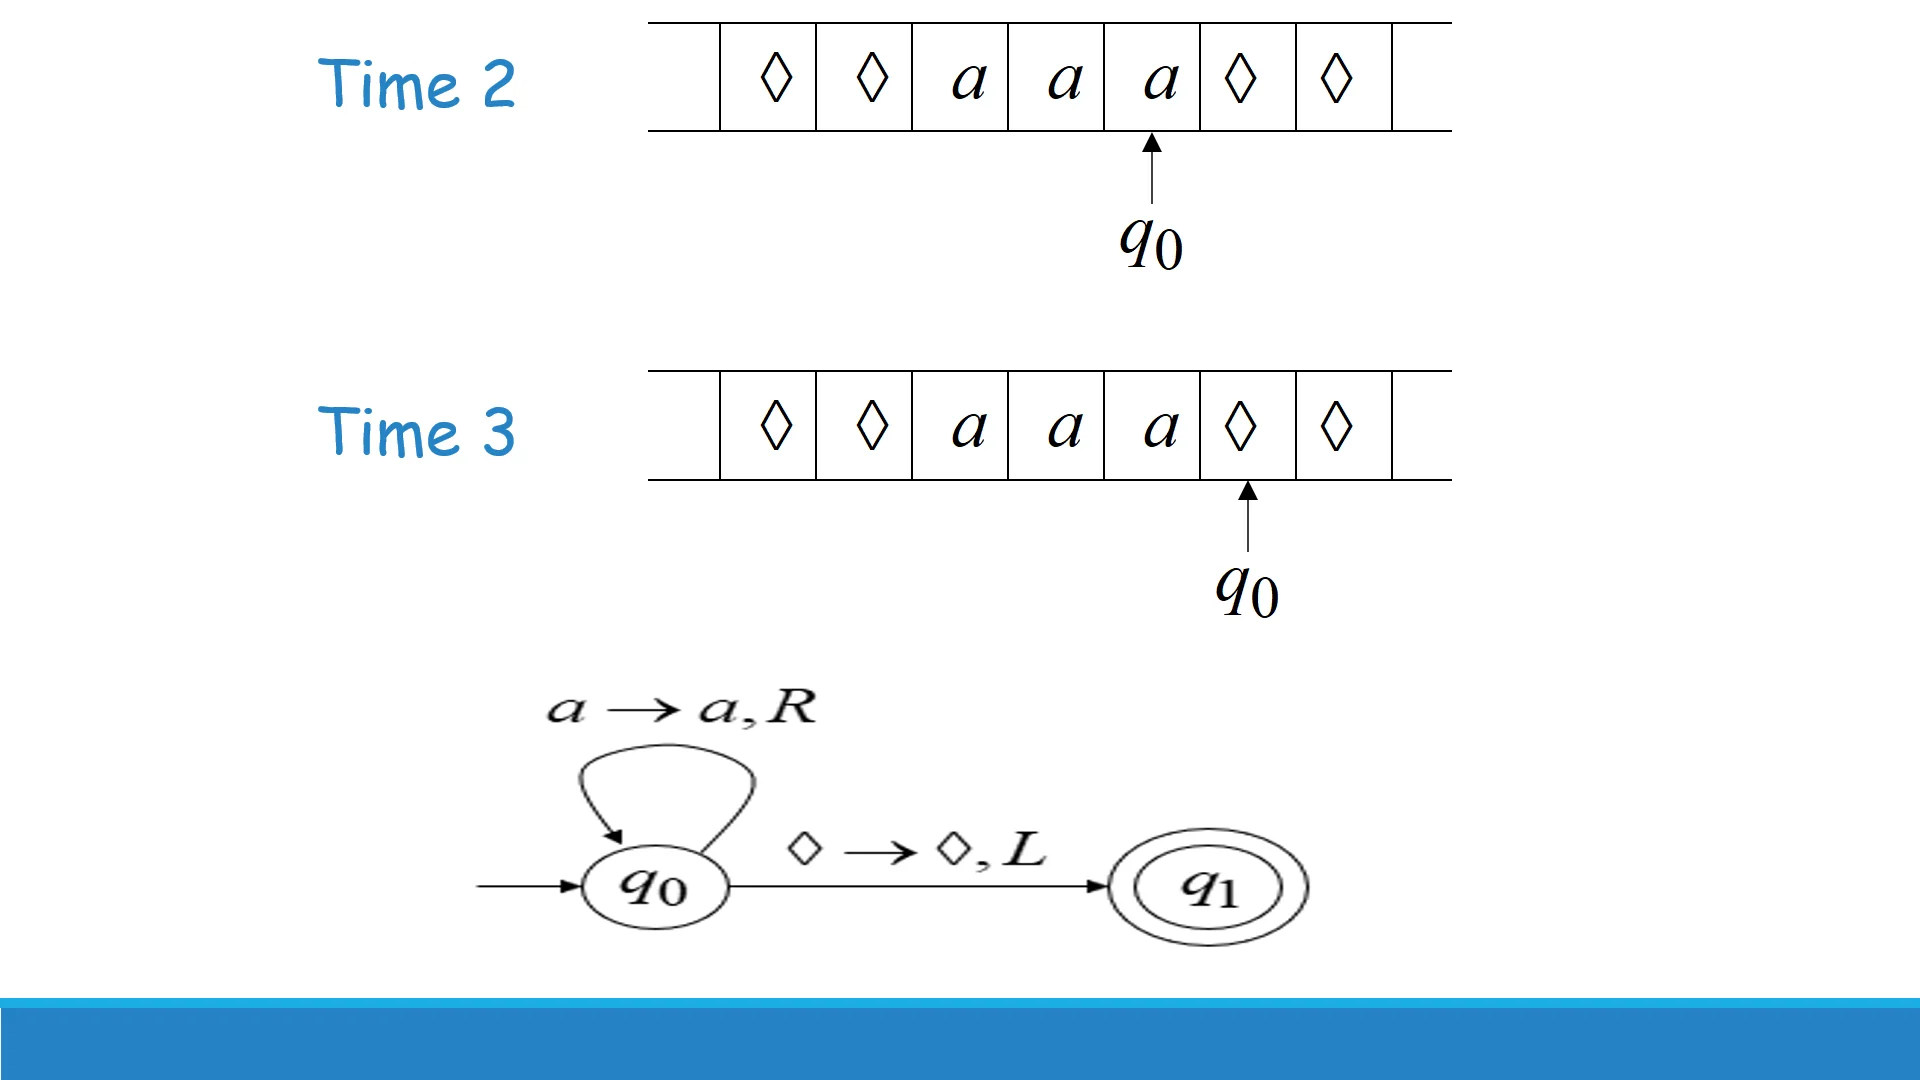 Time 2 ◊ ◊ a a a ◊ ◊
q0
Time 3 ◊ ◊ a a a ◊ ◊
q0
a → a, R
◊ → ◊, L
q0 q1